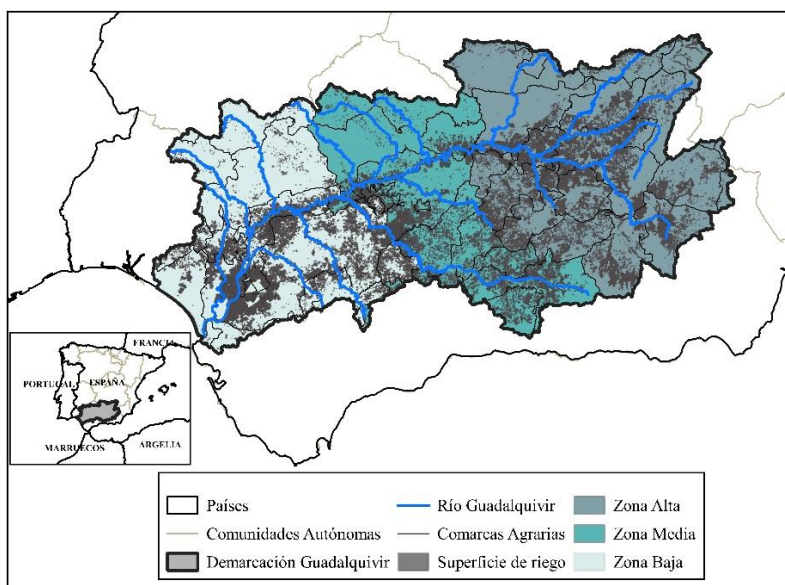 FRANCIA
PORTUGAL
ESPAÑA
MARRUECOS
ARGELIA
Países
Río Guadalquivir
Zona Alta
Comunidades Autónomas
Comarcas Agrarias
Zona Media
Demarcación Guadalquivir
Superficie de riego
Zona Baja